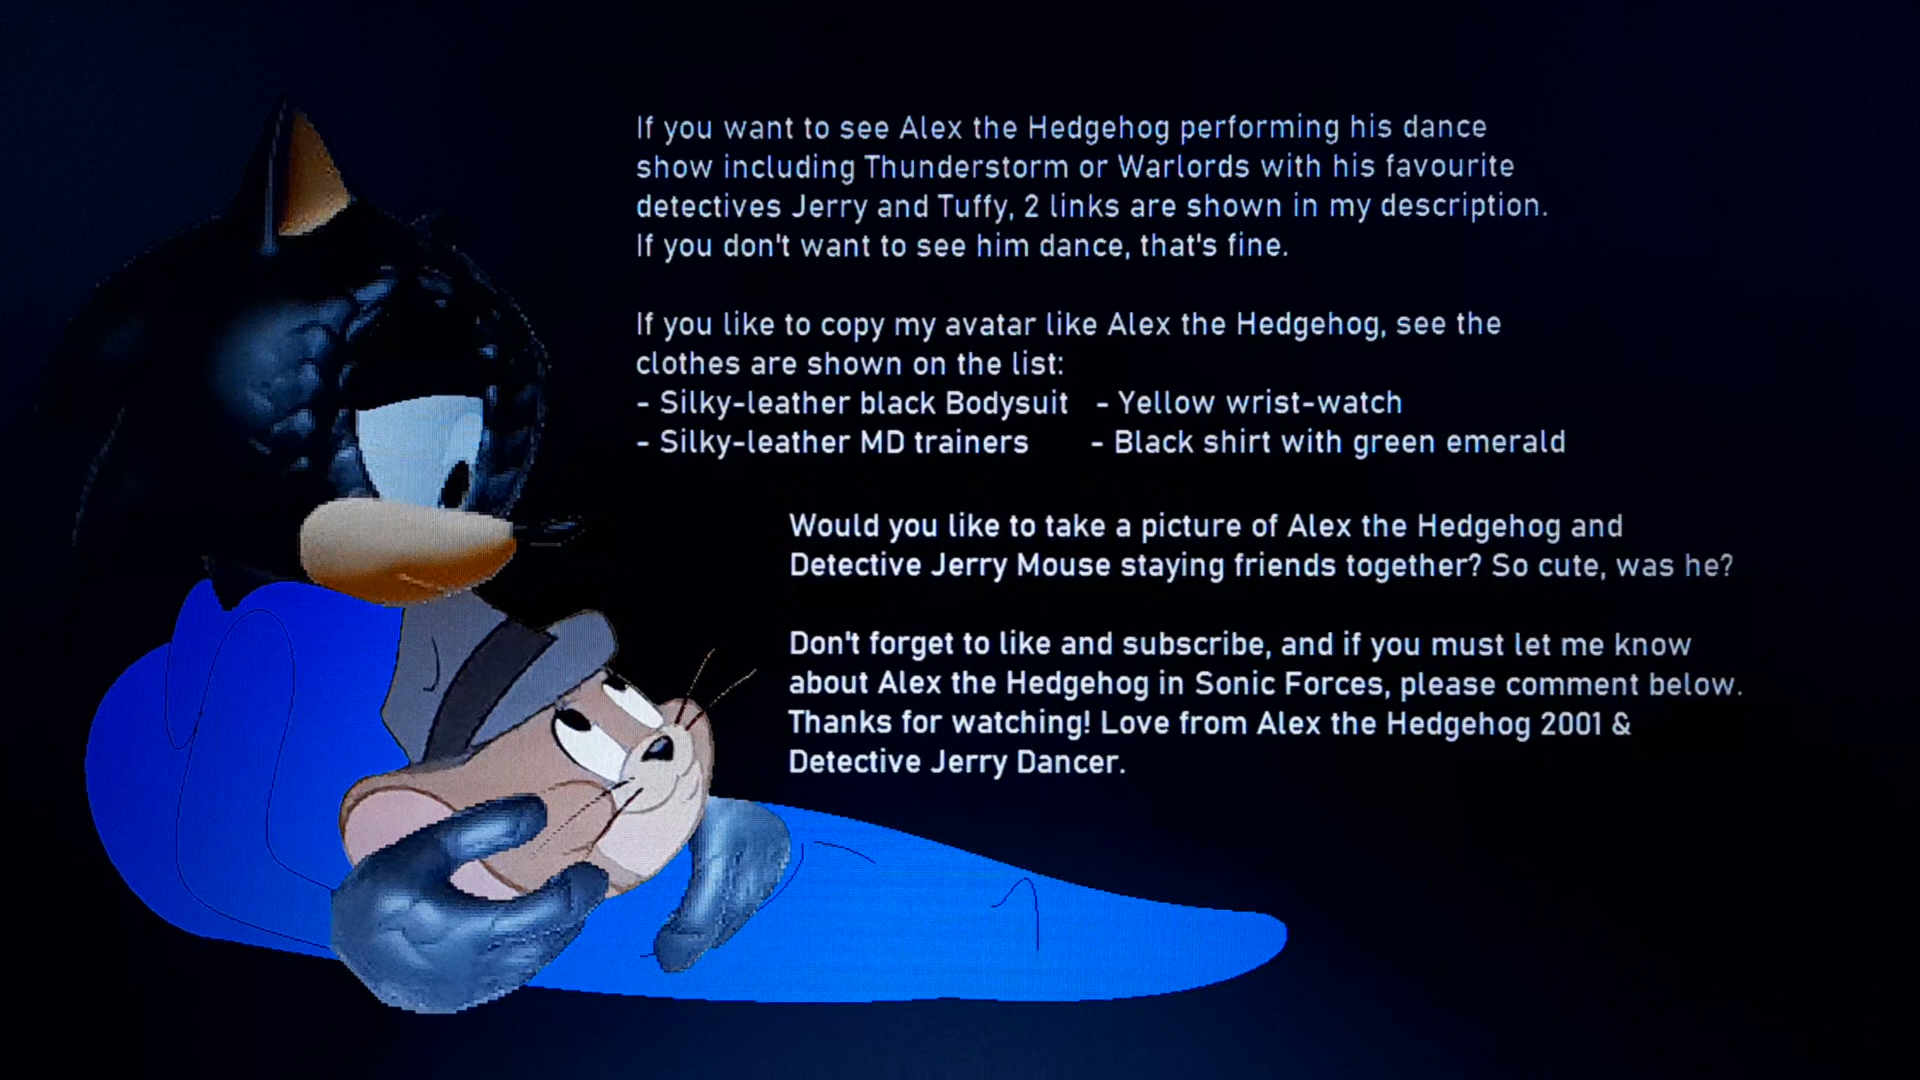 If you want to see Alex the Hedgehog performing his dance
show including Thunderstorm or Warlords with his favourite
detectives Jerry and Tuffy, 2 links are shown in my description.
If you don't want to see him dance, that's fine.
If you like to copy my avatar like Alex the Hedgehog, see the
clothes are shown on the list:
- Silky-leather black Bodysuit - Yellow wrist-watch
- Silky-leather MD trainers - Black shirt with green emerald
Would you like to take a picture of Alex the Hedgehog and
Detective Jerry Mouse staying friends together? So cute, was he?
Don't forget to like and subscribe, and if you must let me know
about Alex the Hedgehog in Sonic Forces, please comment below.
Thanks for watching! Love from Alex the Hedgehog 2001 &
Detective Jerry Dancer.